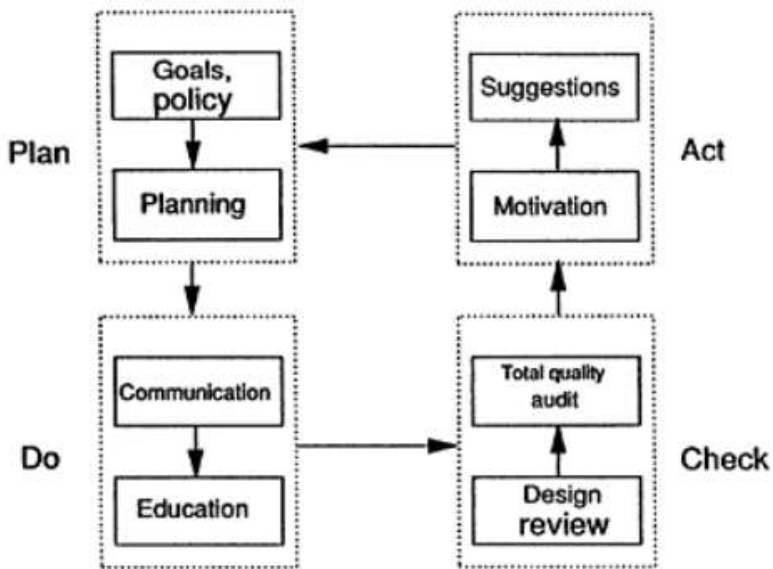 Goals,
policy
Suggestions
Plan
Act
Planning
Motivation
Communication
Total quality
audit
Do
Check
Education
Design
review